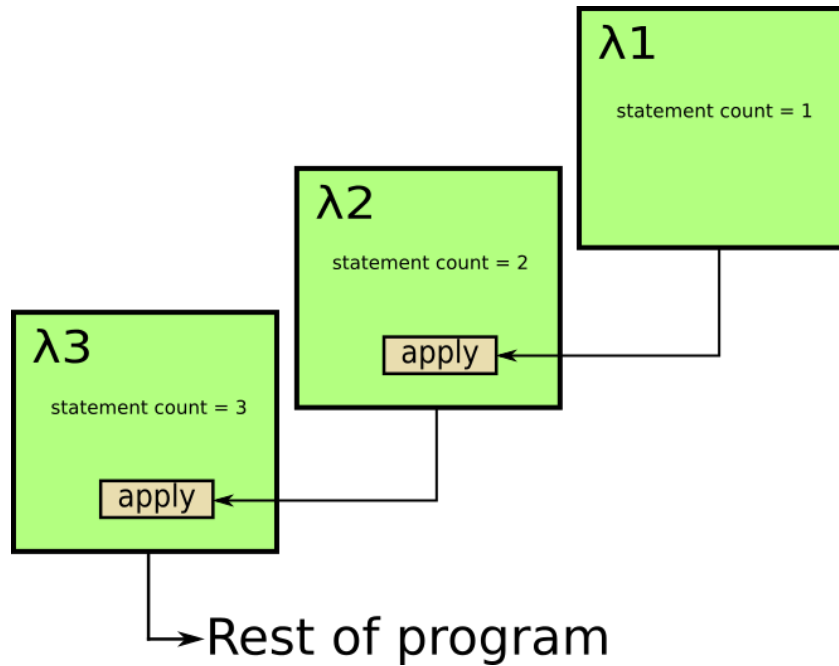 λ1
statement count = 1
λ2
statement count = 2
apply
λ3
statement count = 3
apply
Rest of program